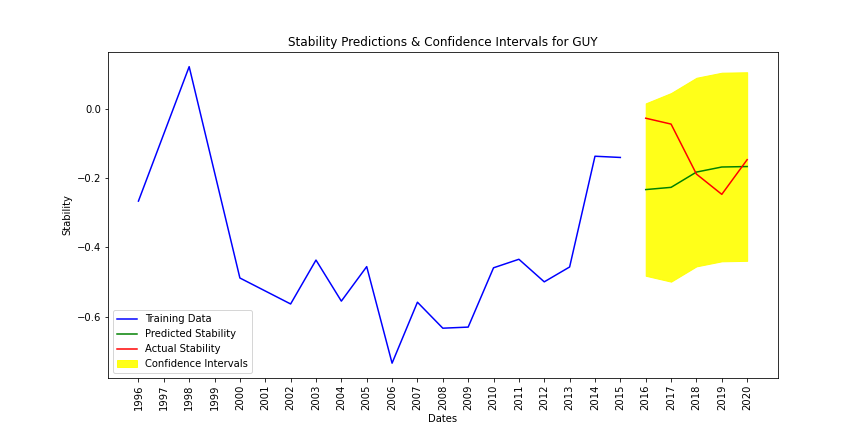 Stability Predictions & Confidence Intervals for GUY
Stability
0.0
−0.2
−0.4
−0.6
Training Data
Predicted Stability
Actual Stability
Confidence Intervals
1996 1997 1998 1999 2000 2001 2002 2003 2004 2005 2006 2007 2008 2009 2010 2011 2012 2013 2014 2015 2016 2017 2018 2019 2020
Dates